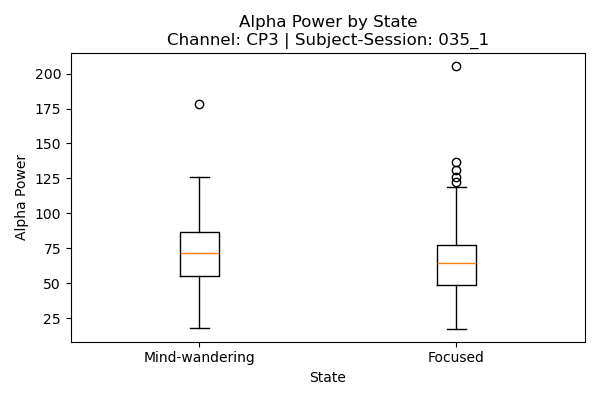 Alpha Power by State
Channel: CP3 | Subject-Session: 035_1
Alpha Power
200
175
150
125
100
75
50
25
Mind-wandering
Focused
State